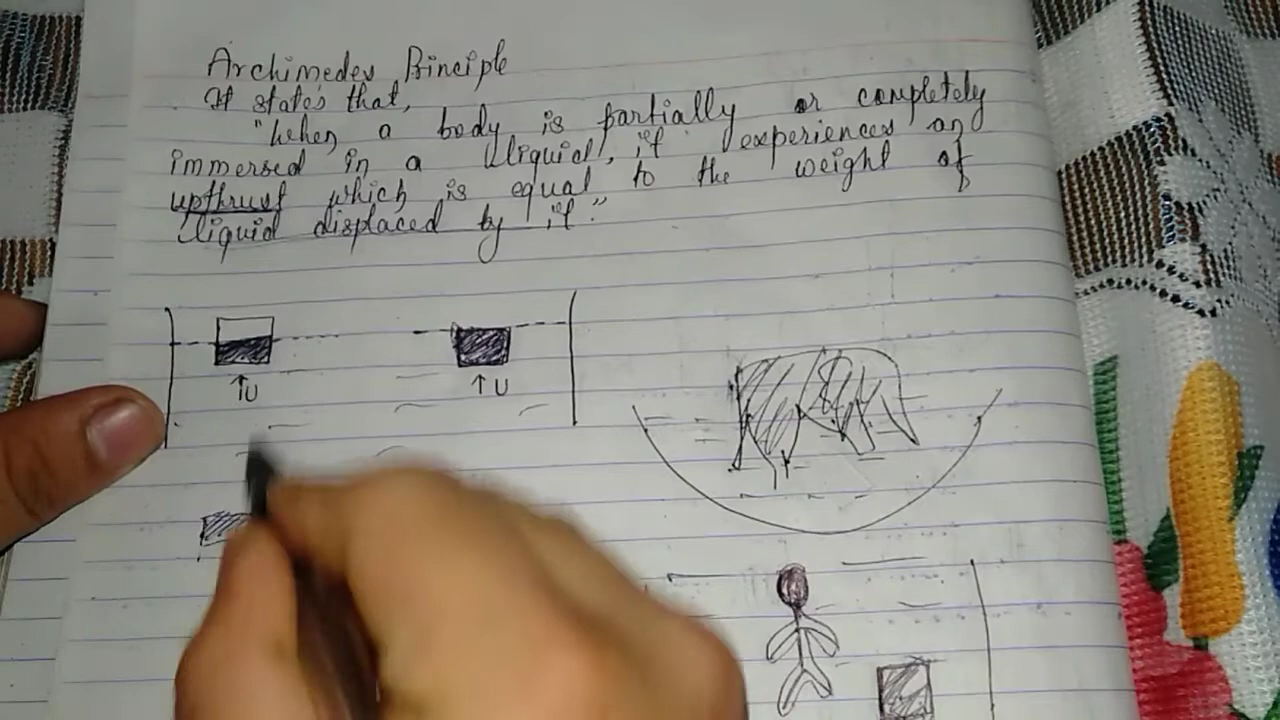 Archimedes Principle
It states that,
"When a body is partially or completely
immersed in a liquid, it experiences an
upthrust which is equal to the weight of
liquid displaced by it."
↑U ↑U